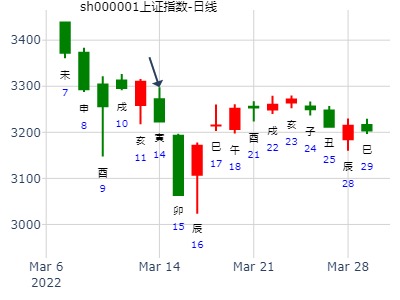 sh000001上证指数-日线
3400
3300
3200
3100
3000
未
7
申
8
酉
9
戌
10
亥
11
寅
14
卯
15
辰
16
巳
17
午
18
酉
21
戌
22
亥
23
子
24
丑
25
辰
28
巳
29
Mar 6
2022
Mar 14
Mar 21
Mar 28